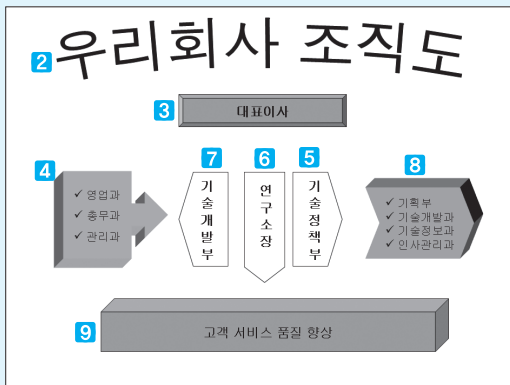 2 우리회사 조직도
3 대표이사
4
✓ 영업과
✓ 총무과
✓ 관리과
7
기술개발부
6
연구소장
5
기술정책부
8
✓ 기획부
✓ 기술개발과
✓ 기술정보과
✓ 인사관리과
9 고객 서비스 품질 향상